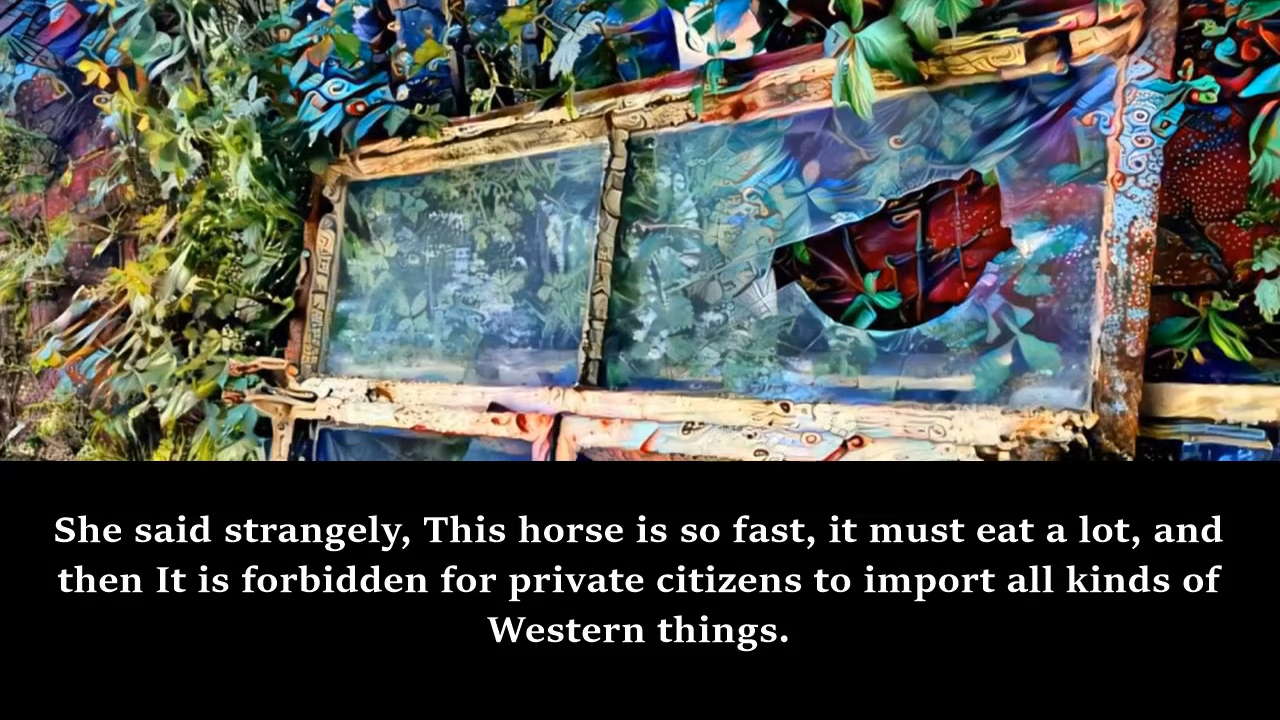 She said strangely, This horse is so fast, it must eat a lot, and
then It is forbidden for private citizens to import all kinds of
Western things.